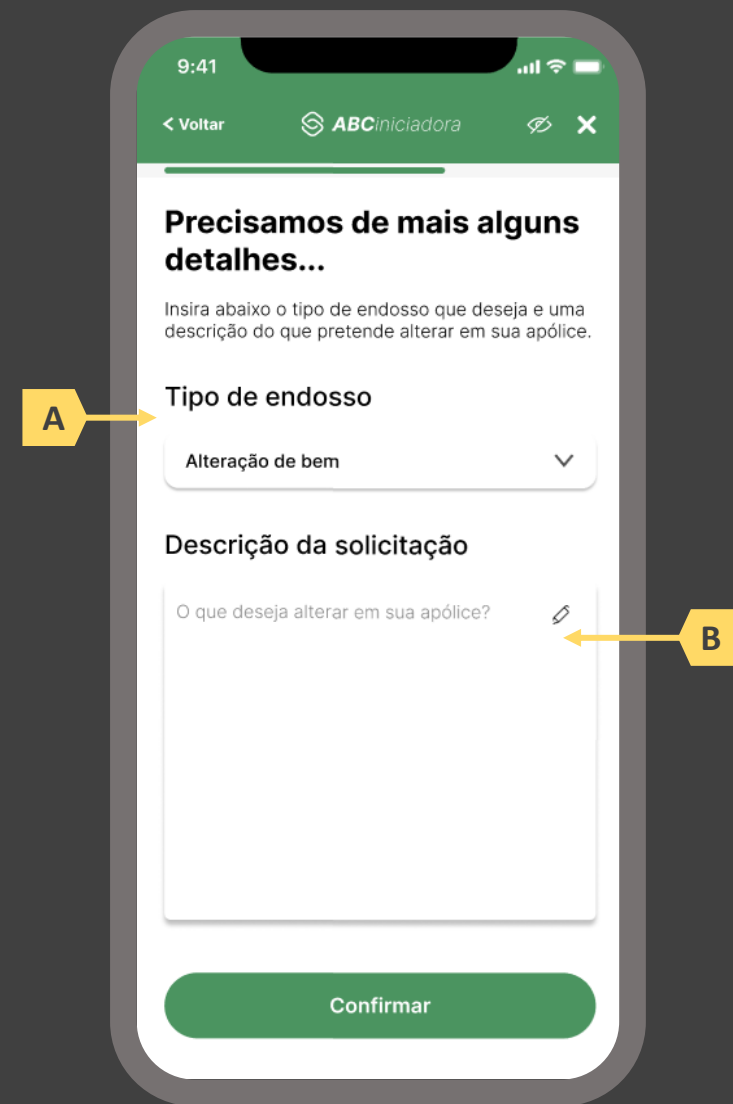 9:41
< Voltar
ABCiniciadora
Precisamos de mais alguns
detalhes...
Insira abaixo o tipo de endosso que deseja e uma
descrição do que pretende alterar em sua apólice.
Tipo de endosso
A
Alteração de bem
Descrição da solicitação
O que deseja alterar em sua apólice?
B
Confirmar